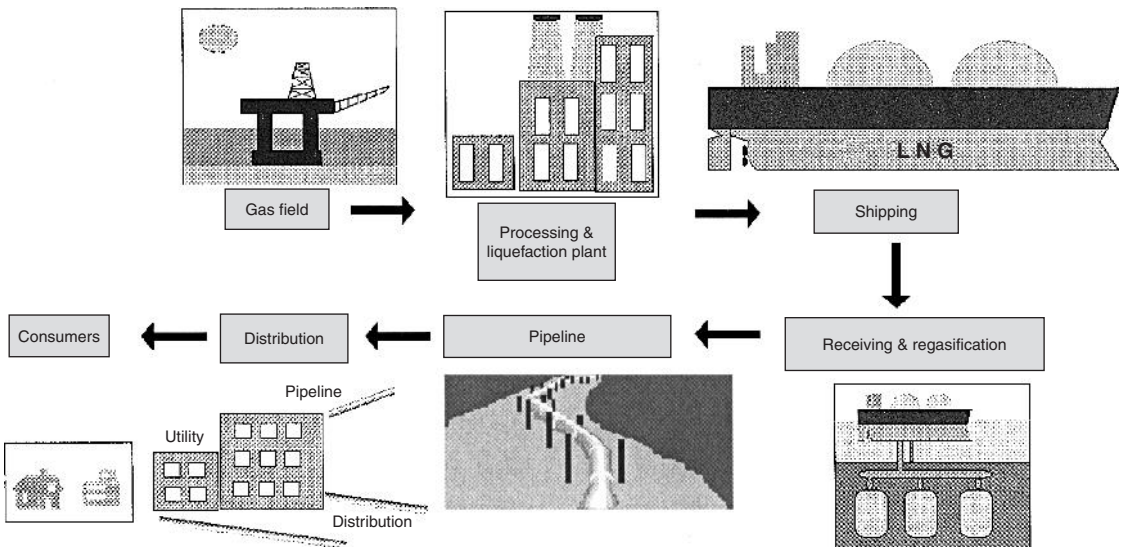 LNG
Gas field
Processing &
liquefaction plant
Shipping
Consumers
Distribution
Pipeline
Receiving & regasification
Pipeline
Utility
Distribution